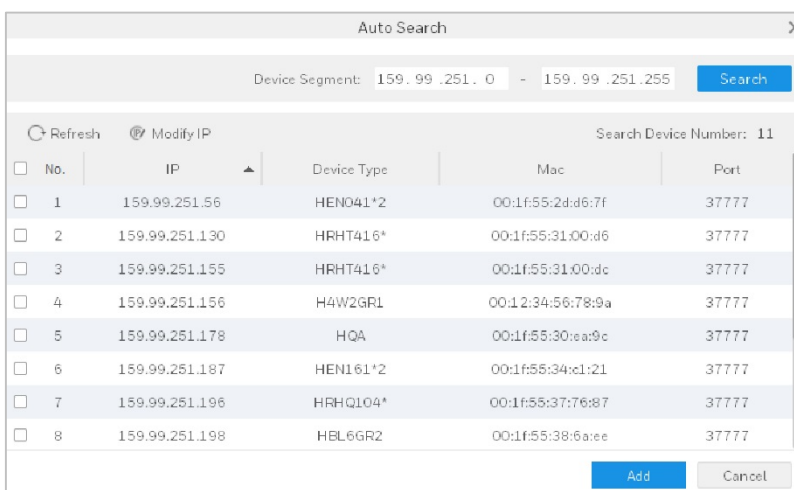 Auto Search
Device Segment: 159. 99 .251. 0 - 159. 99 .251.255 Search
Refresh IP Modify IP Search Device Number: 11
No. IP Device Type Mac Port
1 159.99.251.56 HEN041*2 00:1f:55:2d:d6:7f 37777
2 159.99.251.130 HRHT416* 00:1f:55:31:00:d6 37777
3 159.99.251.155 HRHT416* 00:1f:55:31:00:dc 37777
4 159.99.251.156 H4W2GR1 00:12:34:56:78:9a 37777
5 159.99.251.178 HQA 00:1f:55:30:ea:9c 37777
6 159.99.251.187 HEN161*2 00:1f:55:34:c1:21 37777
7 159.99.251.196 HRHQ104* 00:1f:55:37:76:87 37777
8 159.99.251.198 HBL6GR2 00:1f:55:38:6a:ee 37777
Add Cancel